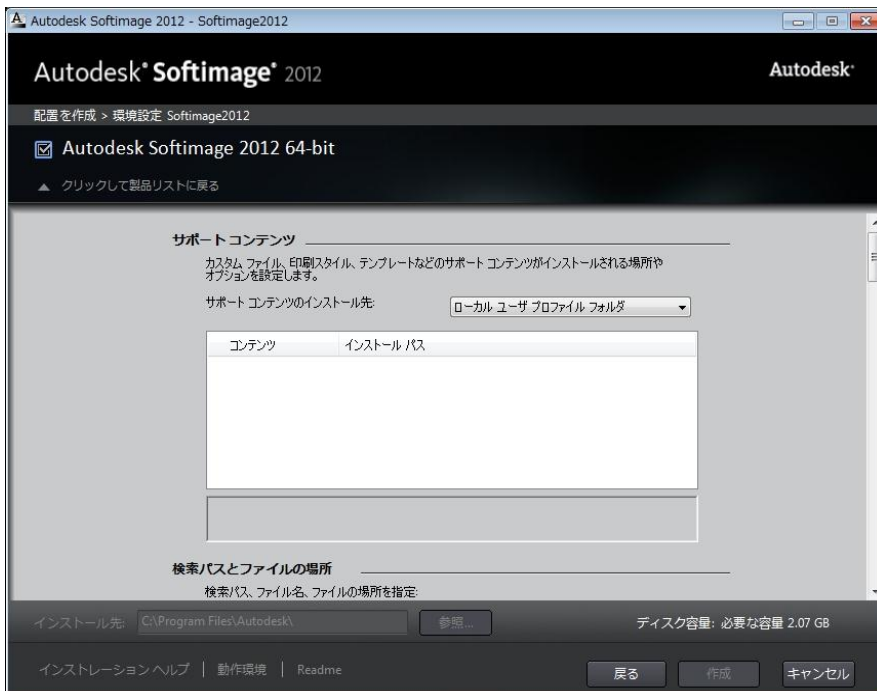 Autodesk Softimage 2012 - Softimage2012
Autodesk® Softimage® 2012
Autodesk®
配置を作成 > 環境設定 Softimage2012
Autodesk Softimage 2012 64-bit
クリックして製品リストに戻る
サポート コンテンツ
カスタム ファイル、印刷スタイル、テンプレートなどのサポート コンテンツがインストールされる場所や
オプションを設定します。
サポート コンテンツのインストール先:
ローカル ユーザ プロファイル フォルダ
コンテンツ
インストール パス
検索パスとファイルの場所
検索パス、ファイル名、ファイルの場所を指定:
インストール先: C:\Program Files\Autodesk\ 参照...
ディスク容量: 必要な容量 2.07 GB
インストレーション ヘルプ | 動作環境 | Readme
戻る
作成
キャンセル